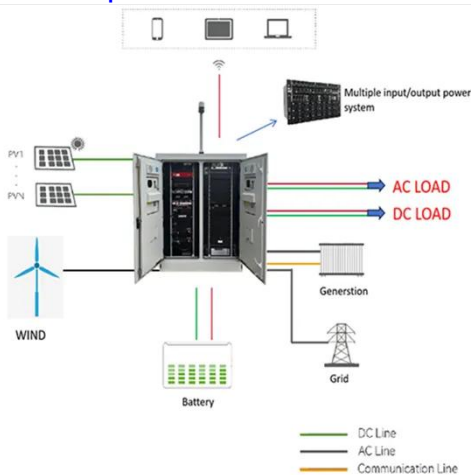 Multiple input/output power
system
PV1
PVN
AC LOAD
DC LOAD
WIND
Generstion
Grid
Battery
DC Line
AC Line
Communication Line